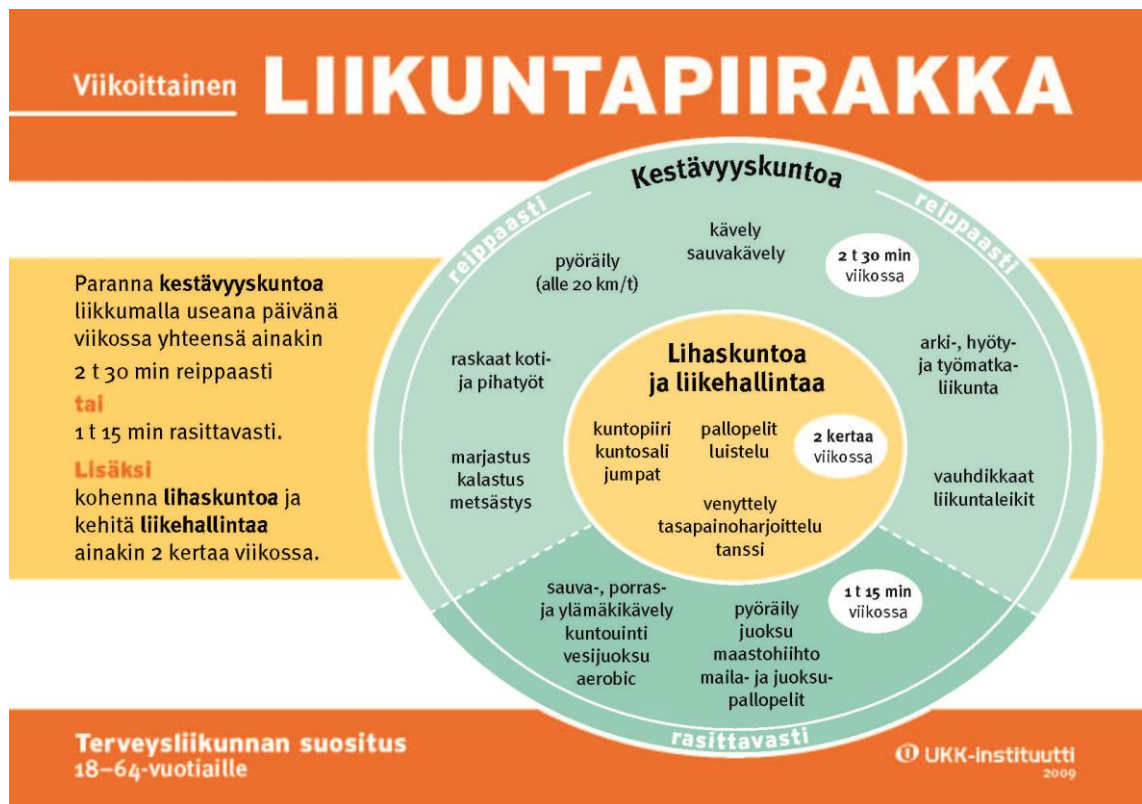 Viikoittainen LIIKUNTAPIIRAKKA
Paranna kestävyyskuntoa
liikkumalla useana päivänä
viikossa yhteensä ainakin
2 t 30 min reippaasti
tai
1 t 15 min rasittavasti.
Lisäksi
kohenna lihaskuntoa ja
kehitä liikehallintaa
ainakin 2 kertaa viikossa.
Kestävyyskuntoa
reippaasti
reippaasti
kävely
sauvakävely
2 t 30 min
viikossa
pyöräily
(alle 20 km/t)
raskaat koti-
ja pihatyöt
arki-, hyöty-
ja työmatka-
liikunta
marjastus
kalastus
metsästys
vauhdikkaat
liikuntaleikit
Lihaskuntoa
ja liikehallintaa
kuntopiiri
kuntosali
jumpat
pallopelit
luistelu
2 kertaa
viikossa
venyttely
tasapainoharjoittelu
tanssi
sauva-, porras-
ja ylämäkikävely
kuntouinti
vesijuoksu
aerobic
pyöräily
juoksu
maastohiihto
maila- ja juoksu-
pallopelit
1 t 15 min
viikossa
rasittavasti
Terveysliikunnan suositus
18–64-vuotiaille
UKK-instituutti
2009